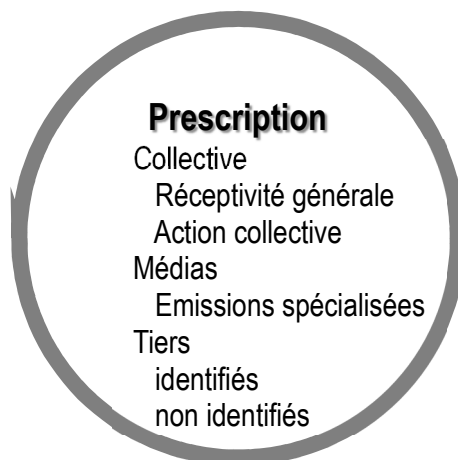 Prescription
Collective
Réceptivité générale
Action collective
Médias
Emissions spécialisées
Tiers
identifiés
non identifiés